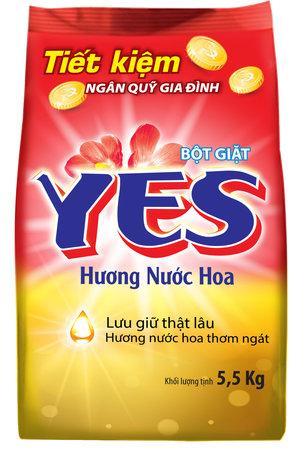 Tiết kiệm
NGÂN QUỸ GIA ĐÌNH
BỘT GIẶT
YES
Hương Nước Hoa
Lưu giữ thật lâu
Hương nước hoa thơm ngát
Khối lượng tịnh 5,5 Kg